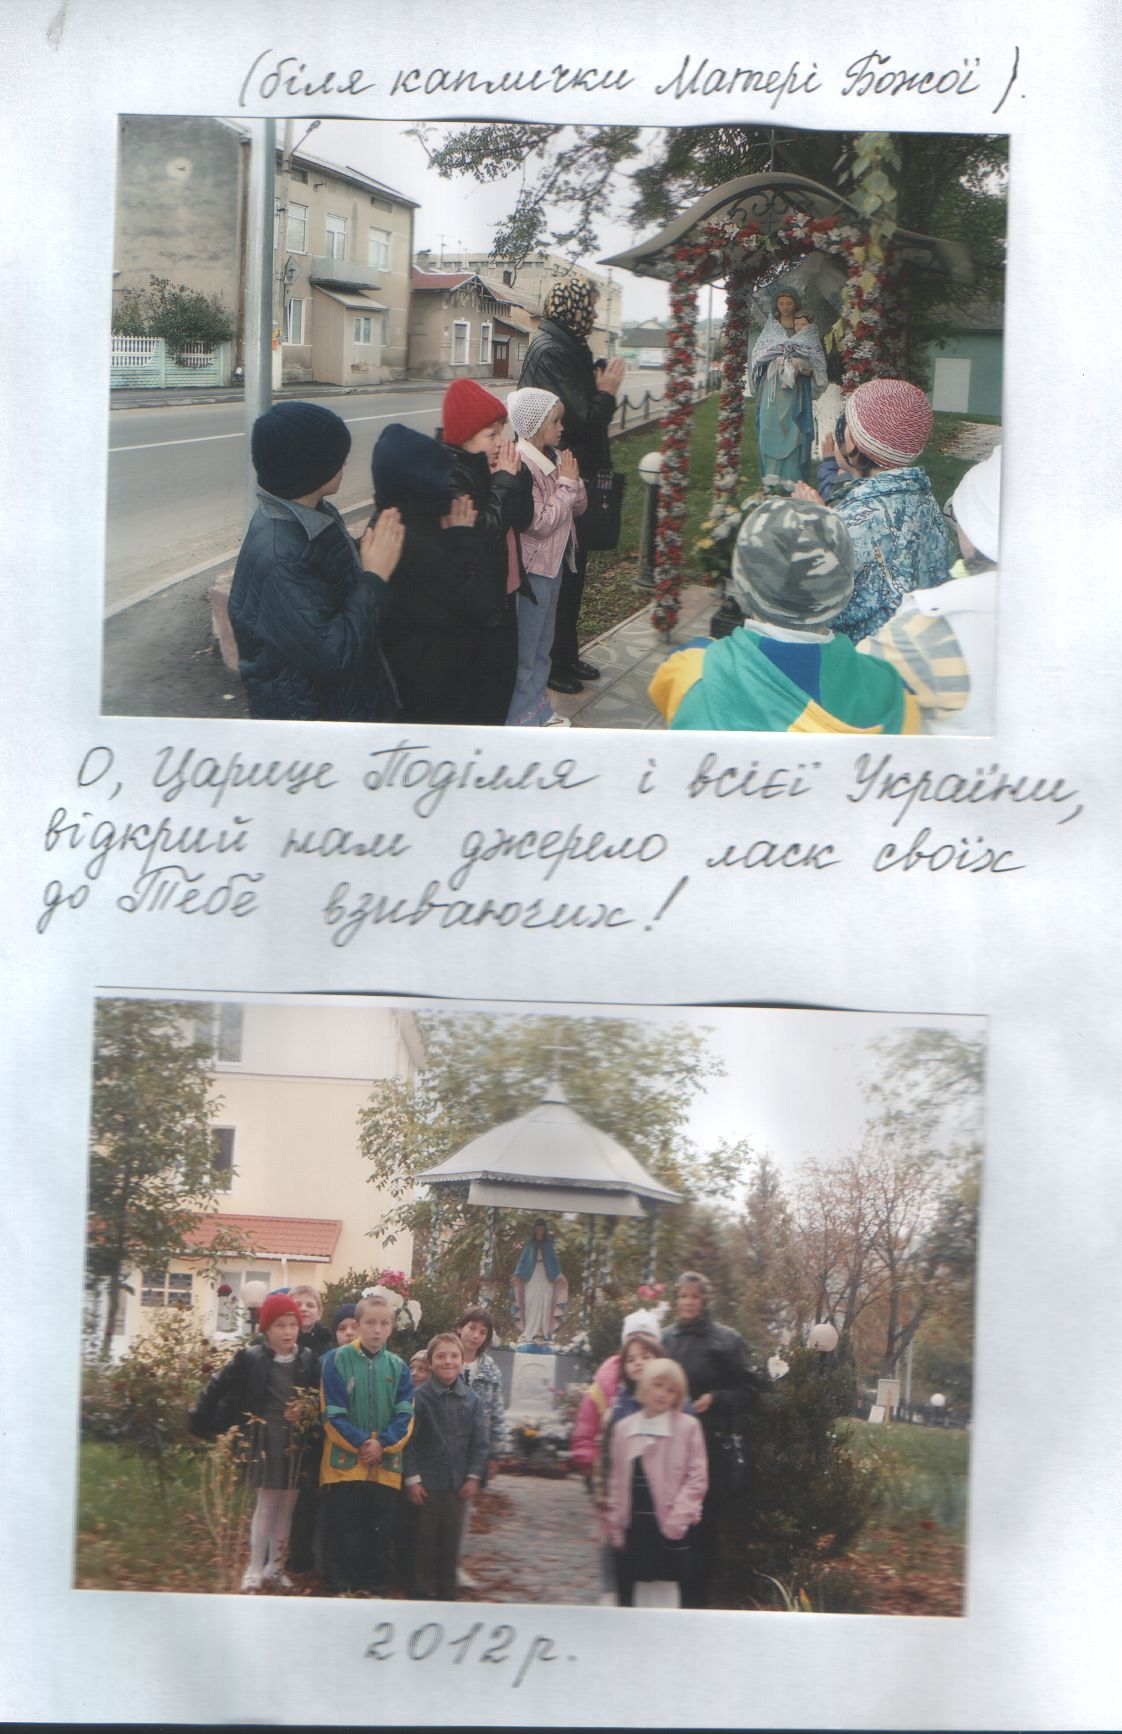 (біля каплички Матері Божої).
О, Царице Поділля і всієї України,
відкрий нам джерело ласк своїх
до Тебе взиваючих!
2012р.